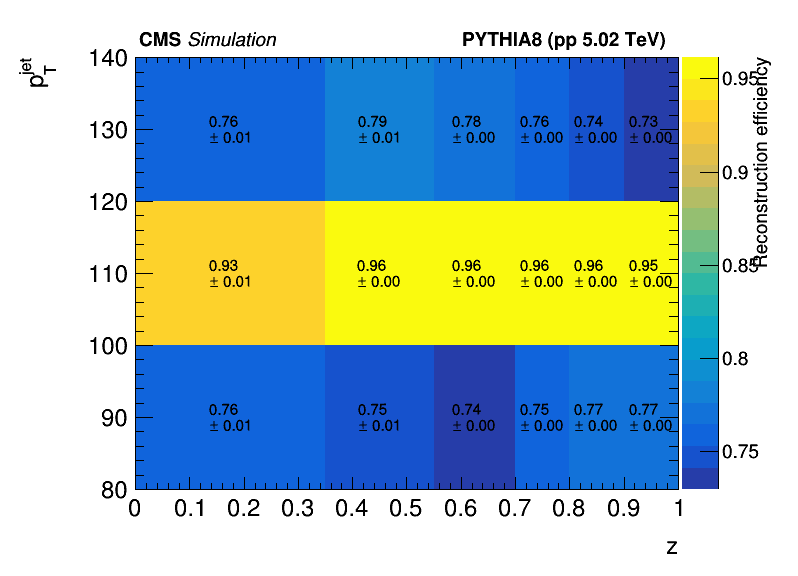 CMS Simulation PYTHIA8 (pp 5.02 TeV)
p_T^jet
140
130
120
110
100
90
80
0.76 0.79 0.78 0.76 0.74 0.73
± 0.01 ± 0.01 ± 0.00 ± 0.00 ± 0.00 ± 0.00
0.93 0.96 0.96 0.96 0.96 0.95
± 0.01 ± 0.00 ± 0.00 ± 0.00 ± 0.00 ± 0.00
0.76 0.75 0.74 0.75 0.77 0.77
± 0.01 ± 0.01 ± 0.00 ± 0.00 ± 0.00 ± 0.00
0 0.1 0.2 0.3 0.4 0.5 0.6 0.7 0.8 0.9 1
z
0.95
0.9
0.85
0.8
0.75
Reconstruction efficiency